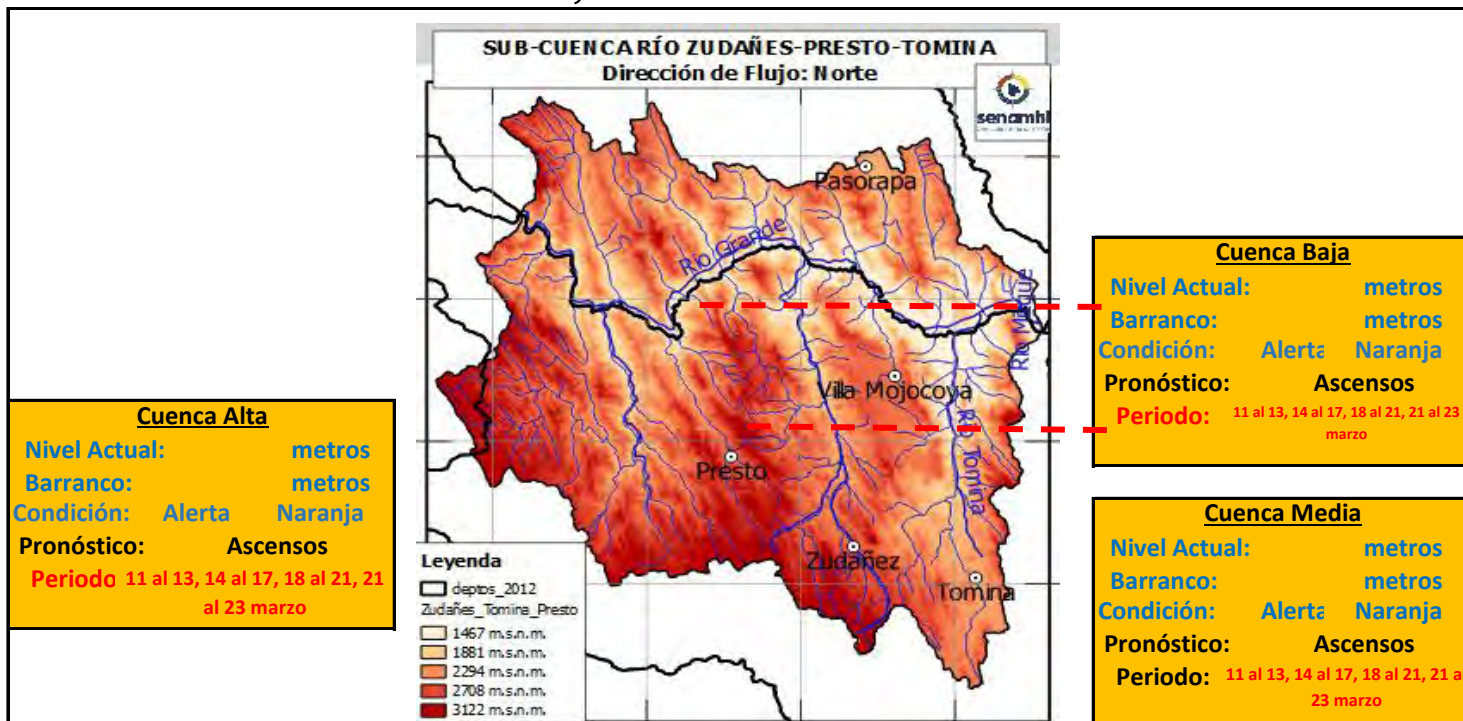 SUB-CUENCA RÍO ZUDAÑES-PRESTO-TOMINA
Dirección de Flujo: Norte
senamhi
Pasorapa
Río Grande
Río Mizque
Villa Mojocoya
Río Tomina
Presto
Zudañez
Tomina
Cuenca Alta
Nivel Actual: metros
Barranco: metros
Condición: Alerta Naranja
Pronóstico: Ascensos
Periodo 11 al 13, 14 al 17, 18 al 21, 21
al 23 marzo
Leyenda
deptos_2012
Zudañes_Tomina_Presto
1467 m.s.n.m.
1881 m.s.n.m.
2294 m.s.n.m.
2708 m.s.n.m.
3122 m.s.n.m.
Cuenca Baja
Nivel Actual: metros
Barranco: metros
Condición: Alerta Naranja
Pronóstico: Ascensos
Periodo: 11 al 13, 14 al 17, 18 al 21, 21 al 23
marzo
Cuenca Media
Nivel Actual: metros
Barranco: metros
Condición: Alerta Naranja
Pronóstico: Ascensos
Periodo: 11 al 13, 14 al 17, 18 al 21, 21 a
23 marzo